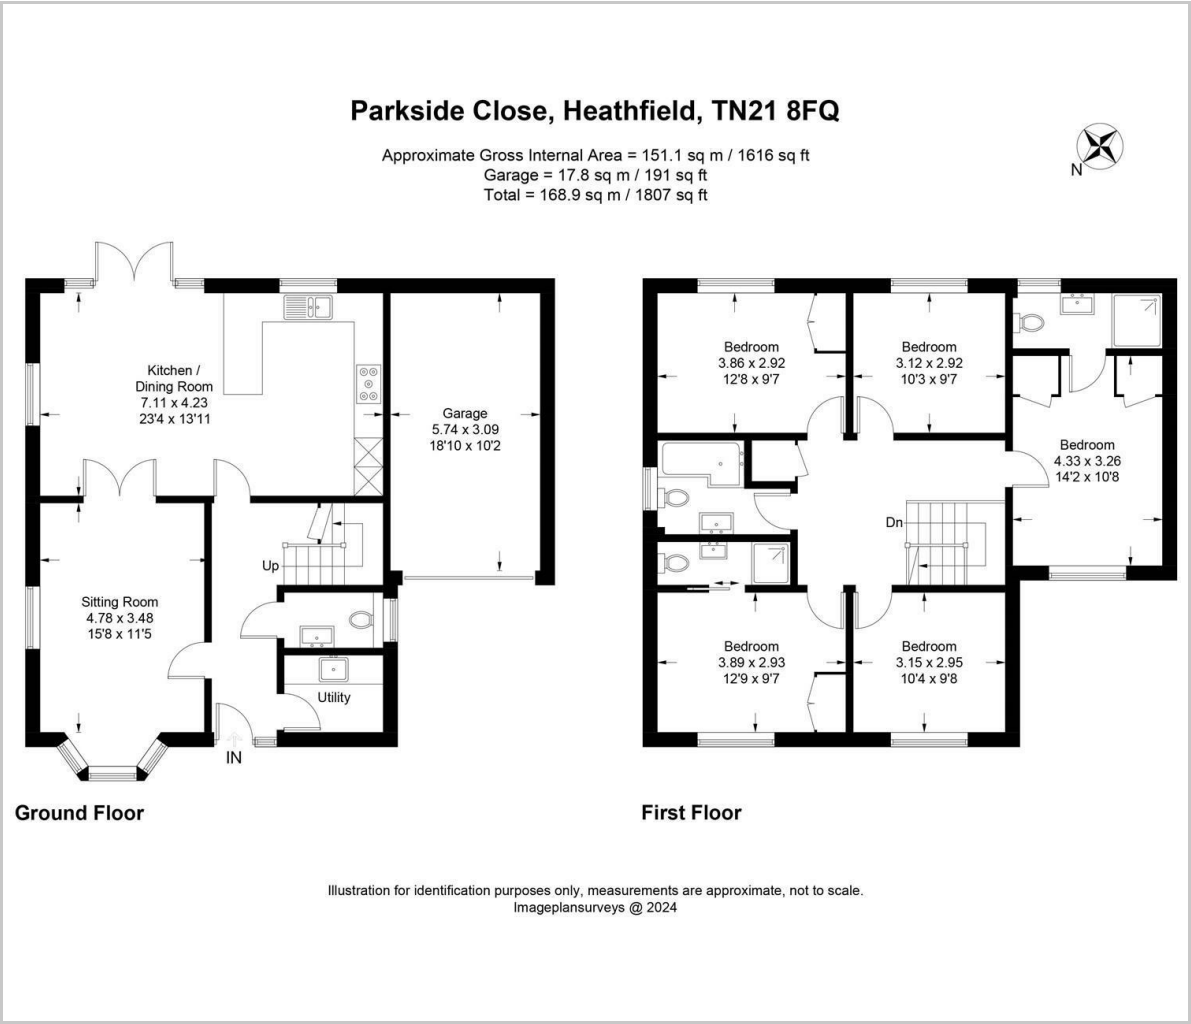 Parkside Close, Heathfield, TN21 8FQ
Approximate Gross Internal Area = 151.1 sq m / 1616 sq ft
Garage = 17.8 sq m / 191 sq ft
Total = 168.9 sq m / 1807 sq ft
N
Kitchen /
Dining Room
7.11 x 4.23
23'4 x 13'11
Garage
5.74 x 3.09
18'10 x 10'2
Up
Sitting Room
4.78 x 3.48
15'8 x 11'5
Utility
IN
Ground Floor
Bedroom
3.86 x 2.92
12'8 x 9'7
Bedroom
3.12 x 2.92
10'3 x 9'7
Bedroom
4.33 x 3.26
14'2 x 10'8
Dn
Bedroom
3.89 x 2.93
12'9 x 9'7
Bedroom
3.15 x 2.95
10'4 x 9'8
First Floor
Illustration for identification purposes only, measurements are approximate, not to scale.
Imageplansurveys @ 2024